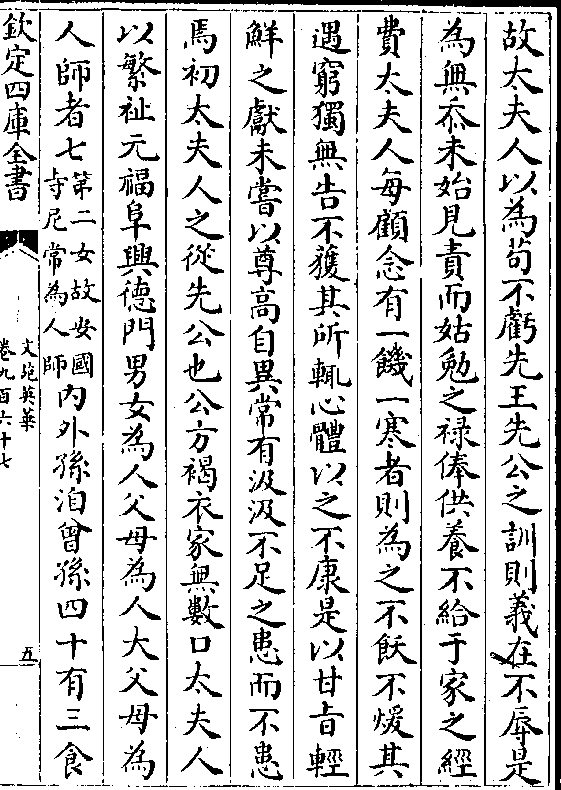 故太夫人以為苟不虧先王先公之訓則義在不辱是
為無忝未始見責而姑勉之祿俸供養不給于家之經
費太夫人每顧念有一饑一寒者則為之不飫不煖其
遇窮獨無告不獲其所輒心體以之不康是以甘旨輕
鮮之獻未嘗以尊高自異常有汲汲不足之患而不患
焉初太夫人之從先公也公方褐衣家無數口太夫人
以繁祉元福阜興德門男女為人父母為人大父母為
人師者七第二女故安國寺尼常為人師內外孫洎曾孫四十有三食
欽定四庫全書
文苑英華
卷九百六十七
五